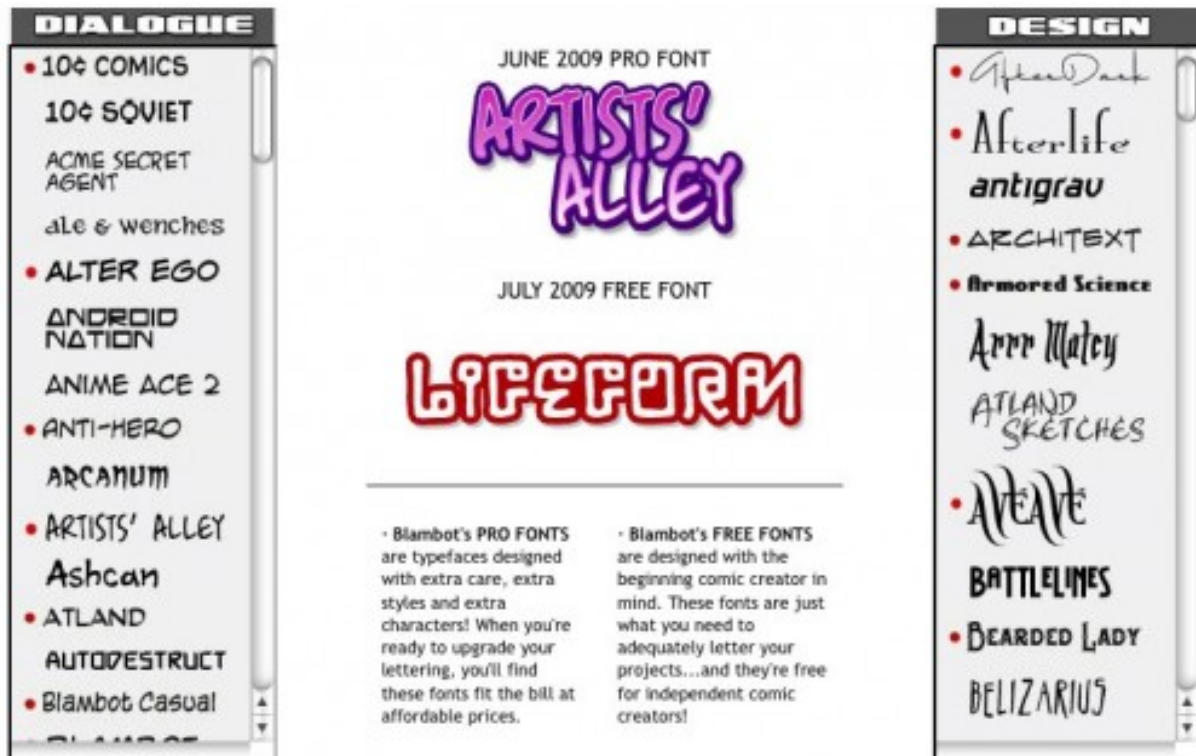 DIALOGUE
• 10¢ COMICS
10¢ SOVIET
ACME SECRET
AGENT
ale & wenches
• ALTER EGO
ANDROID
NATION
ANIME ACE 2
• ANTI-HERO
ARCANUM
• ARTISTS' ALLEY
Ashcan
• ATLAND
AUTODESTRUCT
• Blambot Casual
JUNE 2009 PRO FONT
ARTISTS'
ALLEY
JULY 2009 FREE FONT
LIFEFORM
· Blambot's PRO FONTS
are typefaces designed
with extra care, extra
styles and extra
characters! When you're
ready to upgrade your
lettering, you'll find
these fonts fit the bill at
affordable prices.
· Blambot's FREE FONTS
are designed with the
beginning comic creator in
mind. These fonts are just
what you need to
adequately letter your
projects...and they're free
for independent comic
creators!
DESIGN
• AfterDark
• Afterlife
antigrav
• ARCHITEXT
• Armored Science
Arrr Matey
ATLAND
SKETCHES
• AVEAVE
BATTLELINES
• BEARDED LADY
BELIZARIUS